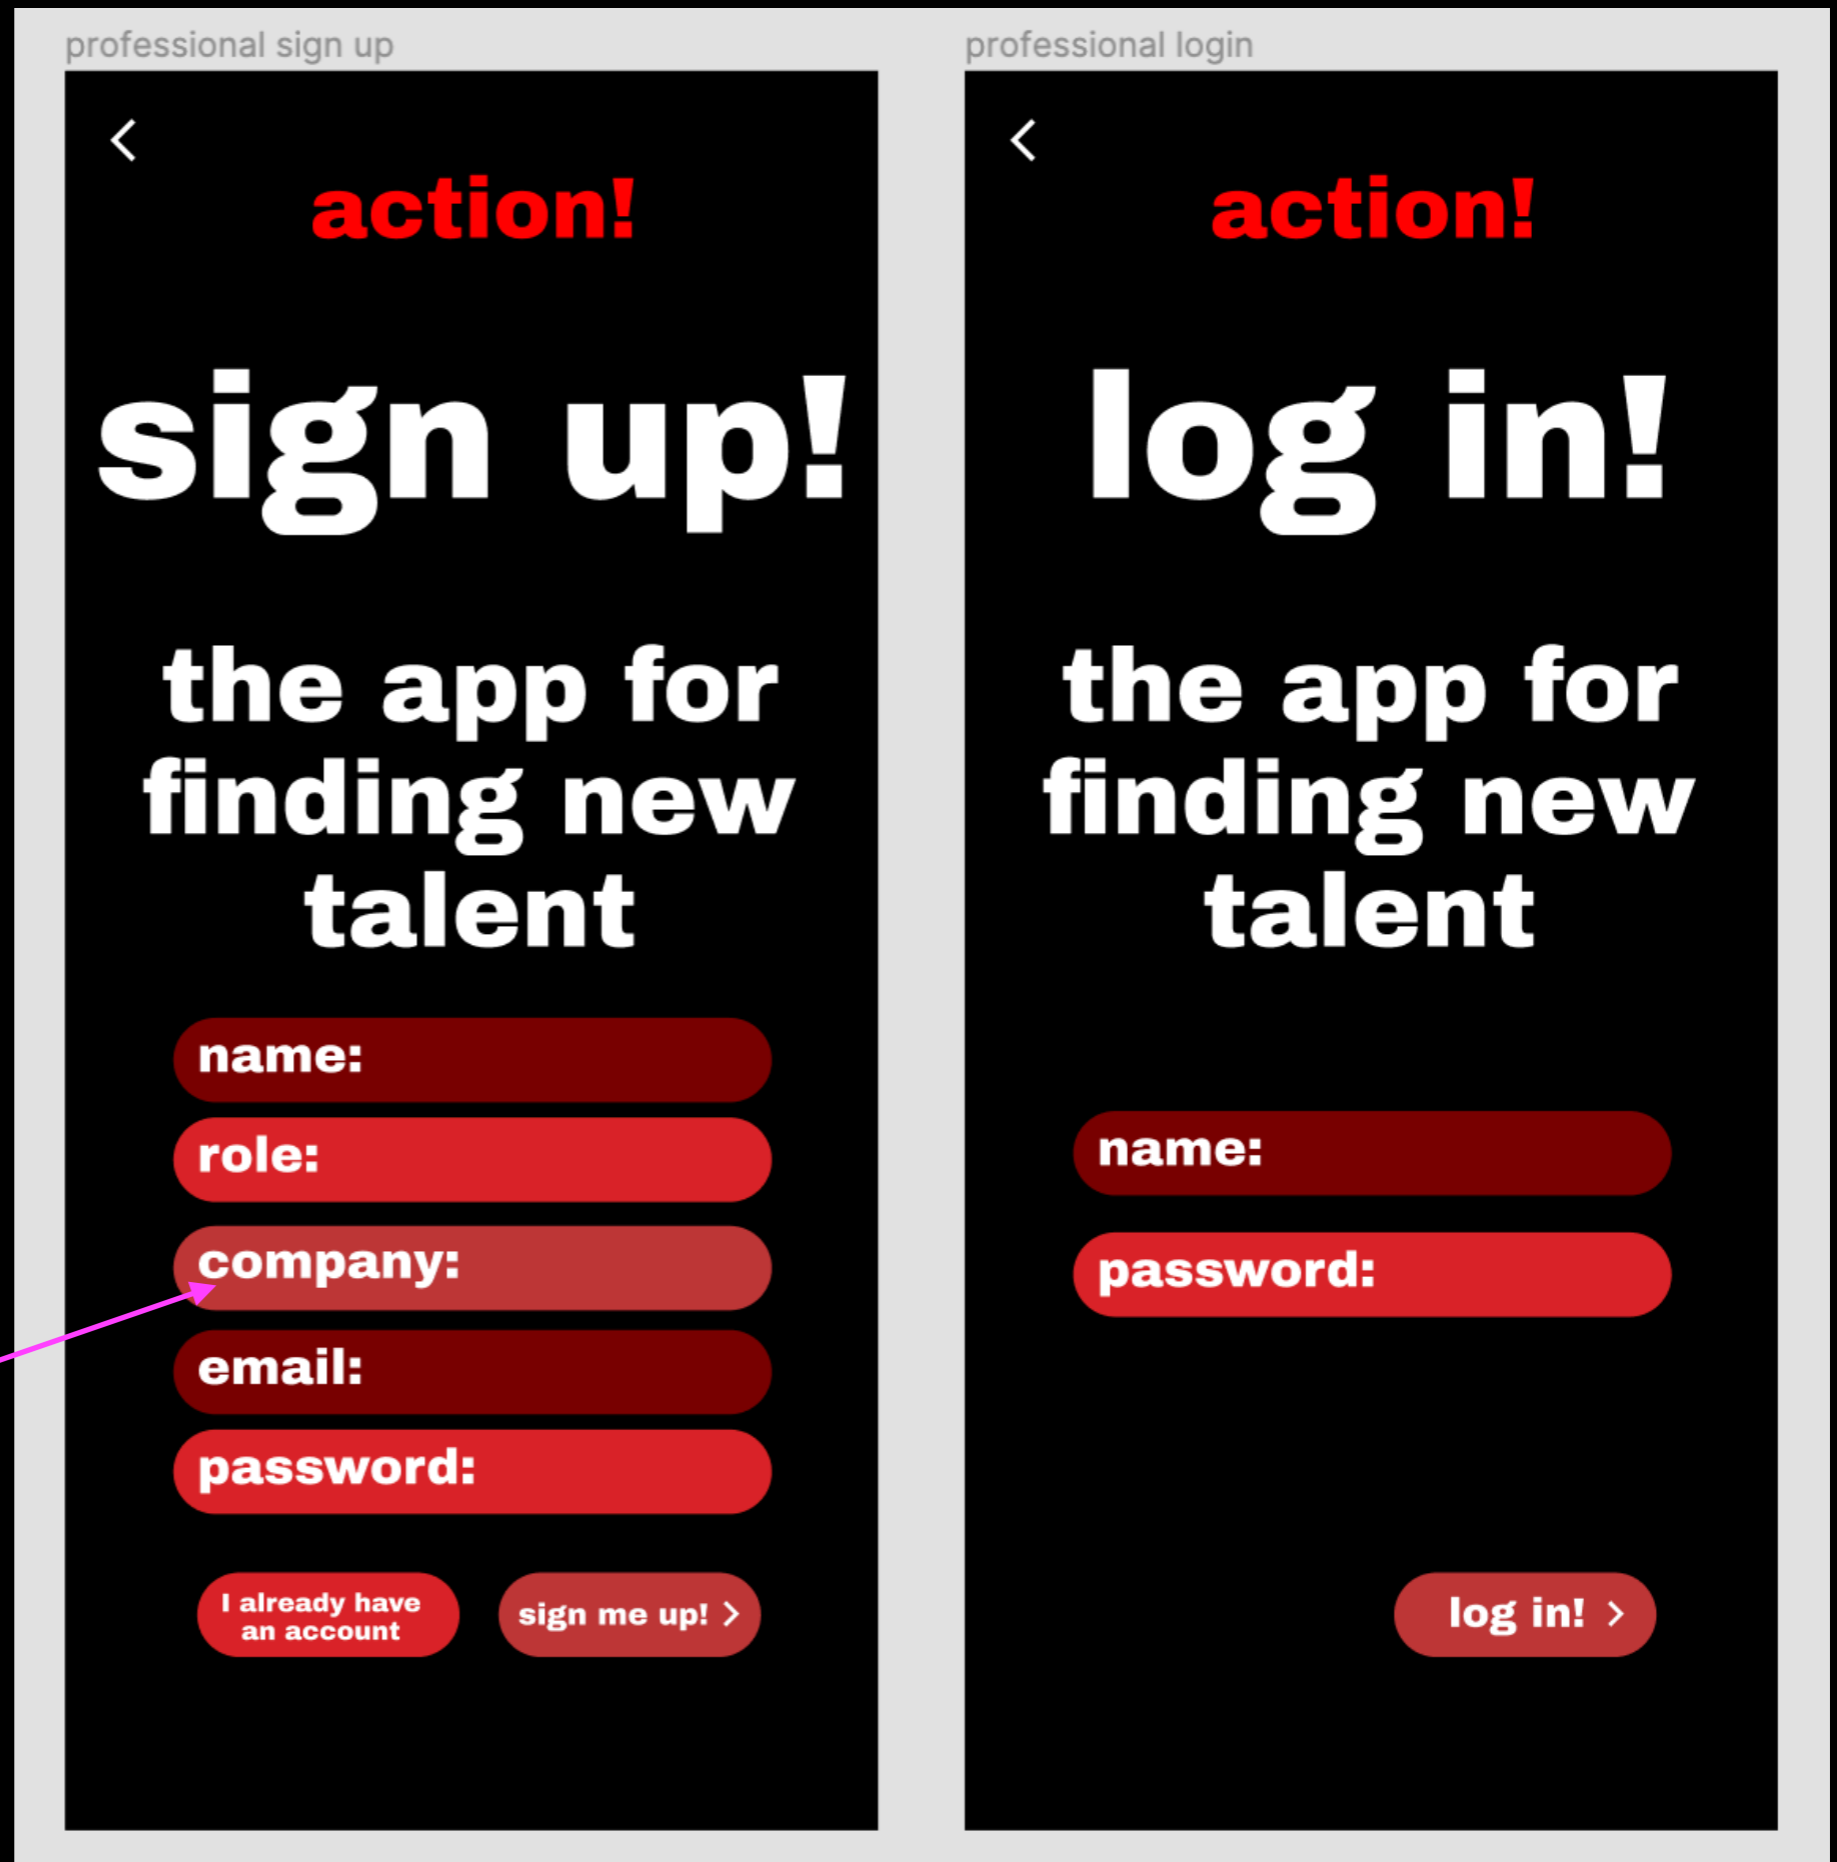 professional sign up
action!
sign up!
the app for
finding new
talent
name:
role:
company:
email:
password:
I already have
an account
sign me up!
professional login
action!
log in!
the app for
finding new
talent
name:
password:
log in!